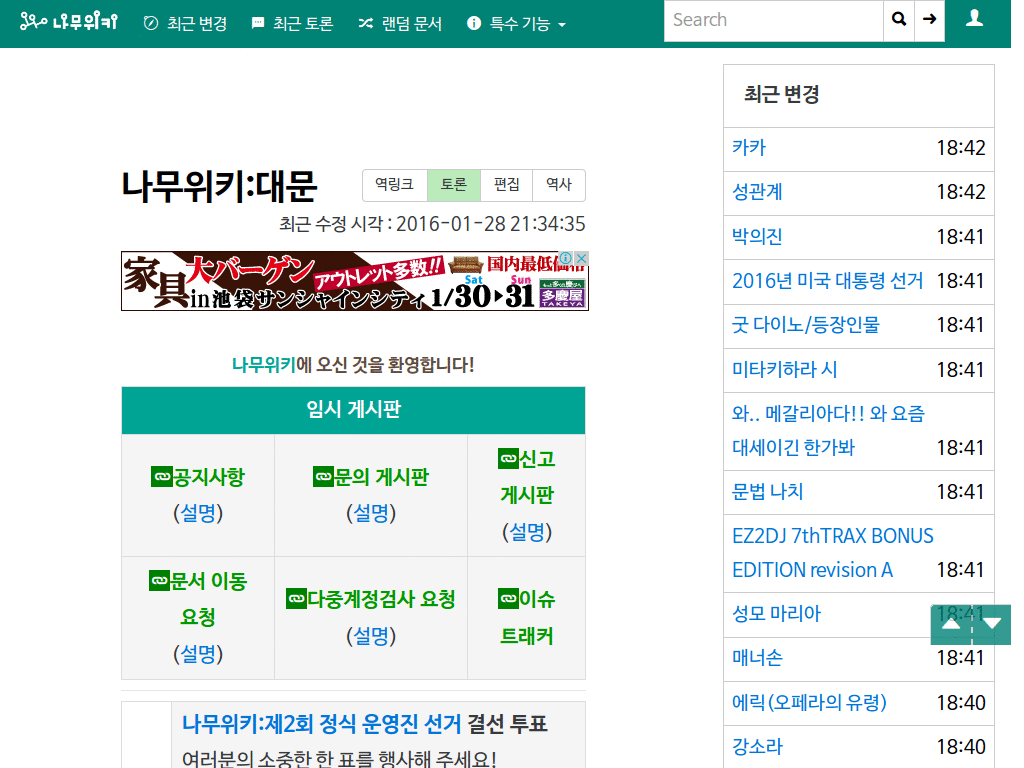 나무위키 최근 변경 최근 토론 랜덤 문서 특수 기능 Search
나무위키:대문 역링크 토론 편집 역사
최근 수정 시각 : 2016-01-28 21:34:35
家具 大バーゲン アウトレット多数!! 国内最低価格
in池袋サンシャインシティ 1/30 Sat ▶ 31 Sun 多慶屋 TAKEYA
나무위키에 오신 것을 환영합니다!
임시 게시판
공지사항
(설명)
문의 게시판
(설명)
신고
게시판
(설명)
문서 이동
요청
(설명)
다중계정검사 요청
(설명)
이슈
트래커
나무위키:제2회 정식 운영진 선거 결선 투표
여러분의 소중한 한 표를 행사해 주세요!
최근 변경
카카 18:42
성관계 18:42
박의진 18:41
2016년 미국 대통령 선거 18:41
굿 다이노/등장인물 18:41
미타키하라 시 18:41
와.. 메갈리아다!! 와 요즘
대세이긴 한가봐 18:41
문법 나치 18:41
EZ2DJ 7thTRAX BONUS
EDITION revision A 18:41
성모 마리아 18:41
매너손 18:41
에릭(오페라의 유령) 18:40
강소라 18:40